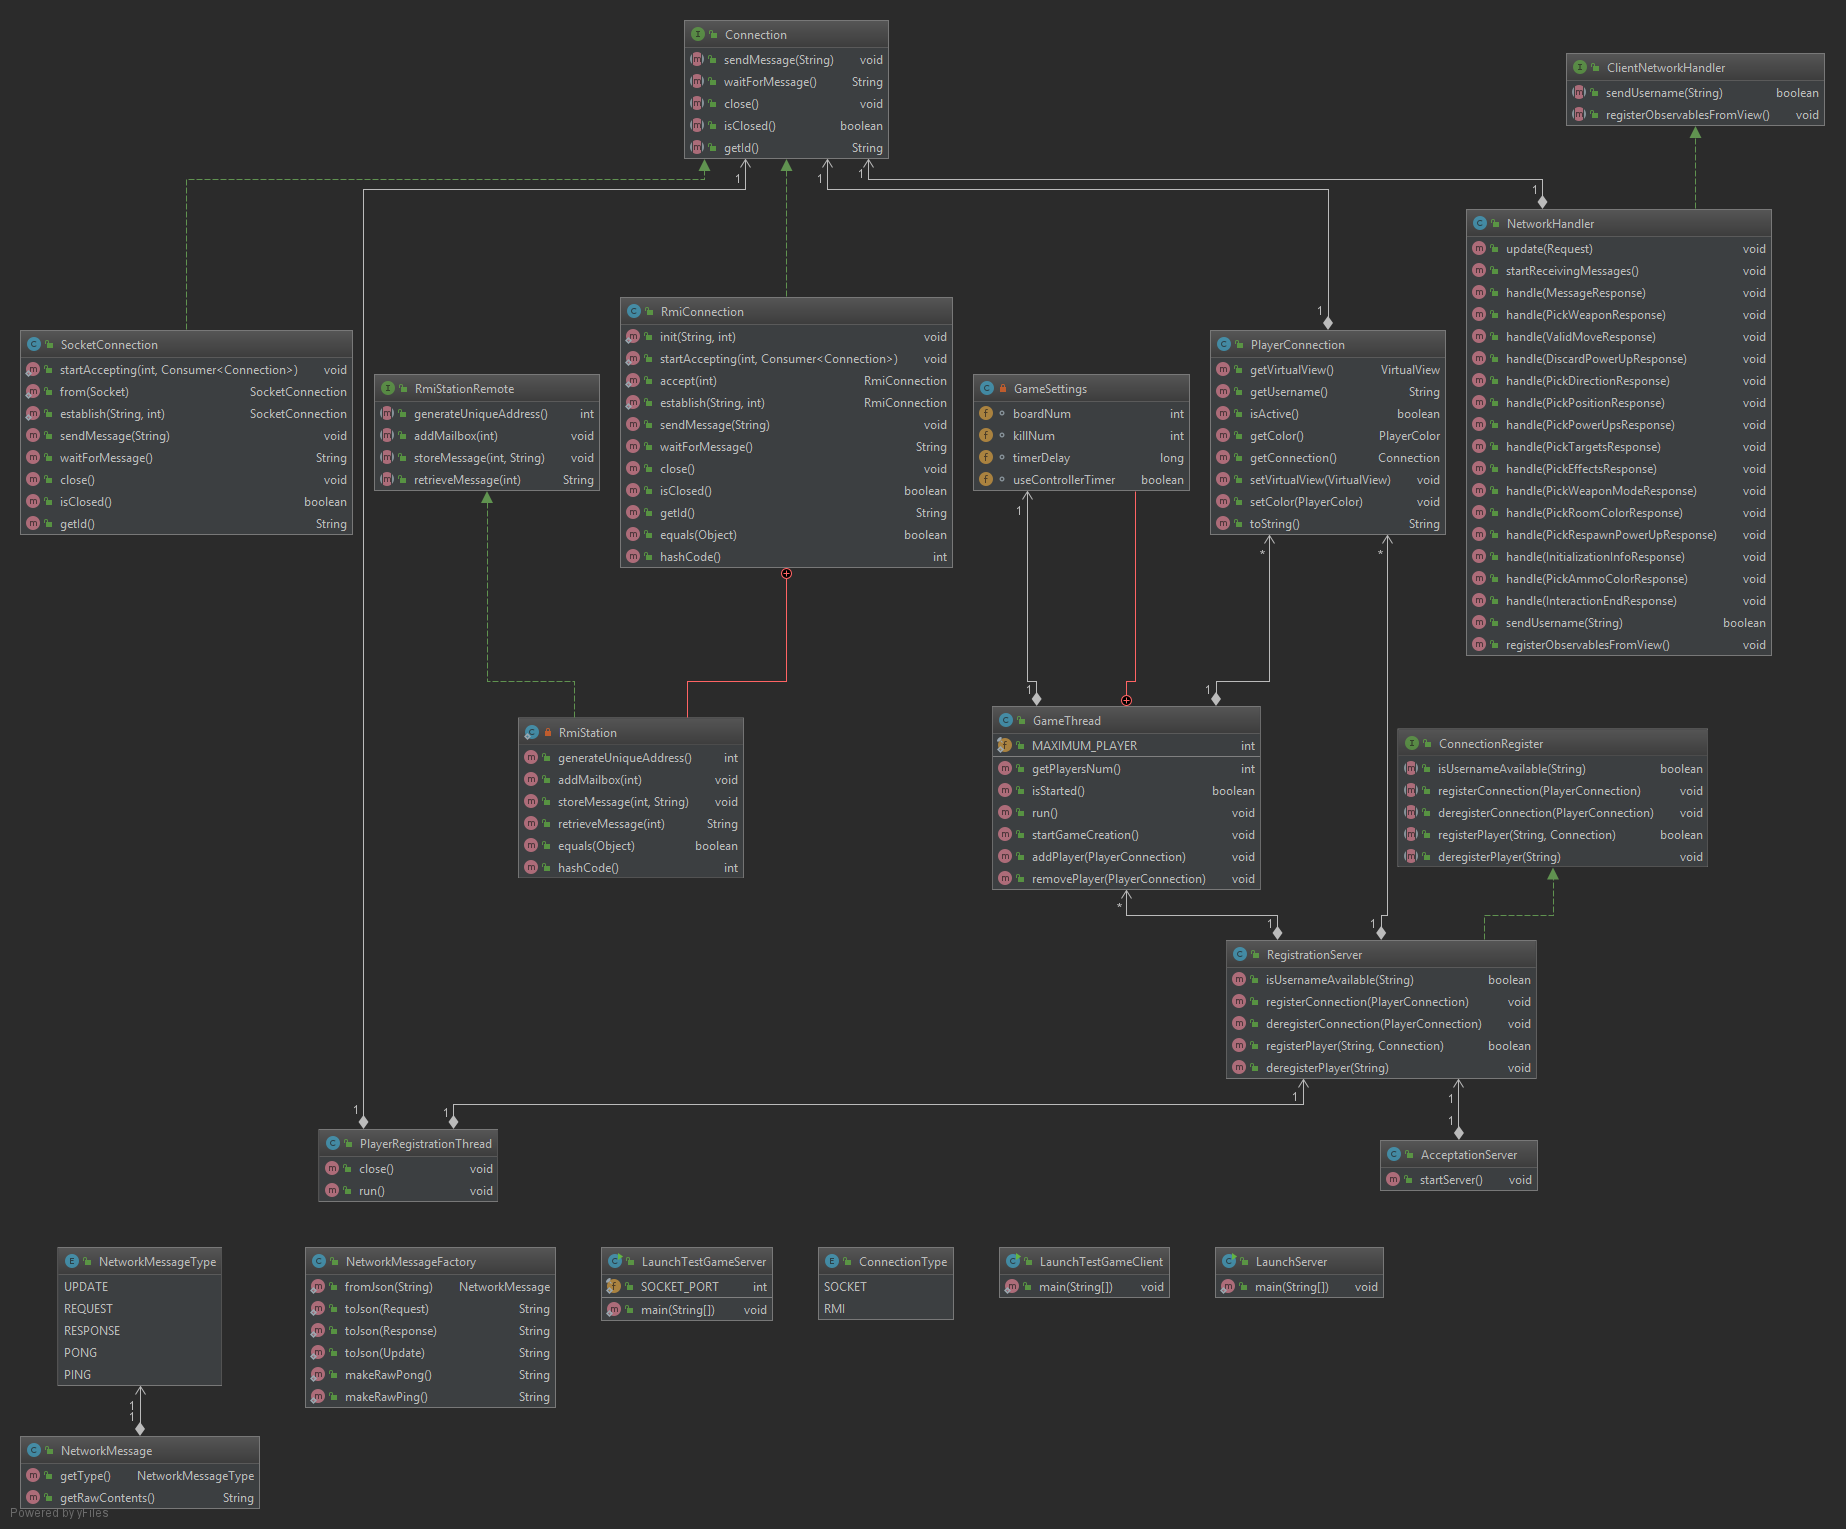 Connection
sendMessage(String) void
waitForMessage() String
close() void
isClosed() boolean
getId() String
ClientNetworkHandler
sendUsername(String) boolean
registerObservablesFromView() void
1
1
1
1
NetworkHandler
update(Request) void
startReceivingMessages() void
handle(MessageResponse) void
handle(PickWeaponResponse) void
handle(ValidMoveResponse) void
handle(DiscardPowerUpResponse) void
handle(PickDirectionResponse) void
handle(PickPositionResponse) void
handle(PickPowerUpsResponse) void
handle(PickTargetsResponse) void
handle(PickEffectsResponse) void
handle(PickWeaponModeResponse) void
handle(PickRoomColorResponse) void
handle(PickRespawnPowerUpResponse) void
handle(InitializationInfoResponse) void
handle(PickAmmoColorResponse) void
handle(InteractionEndResponse) void
sendUsername(String) boolean
registerObservablesFromView() void
SocketConnection
startAccepting(int, Consumer<Connection>) void
from(Socket) SocketConnection
establish(String, int) SocketConnection
sendMessage(String) void
waitForMessage() String
close() void
isClosed() boolean
getId() String
RmiStationRemote
generateUniqueAddress() int
addMailbox(int) void
storeMessage(int, String) void
retrieveMessage(int) String
RmiConnection
init(String, int) void
startAccepting(int, Consumer<Connection>) void
accept(int) RmiConnection
establish(String, int) RmiConnection
sendMessage(String) void
waitForMessage() String
close() void
isClosed() boolean
getId() String
equals(Object) boolean
hashCode() int
GameSettings
boardNum int
killNum int
timerDelay long
useControllerTimer boolean
1
1
PlayerConnection
getVirtualView() VirtualView
getUsername() String
isActive() boolean
getColor() PlayerColor
getConnection() Connection
setVirtualView(VirtualView) void
setColor(PlayerColor) void
toString() String
*
*
1
1
RmiStation
generateUniqueAddress() int
addMailbox(int) void
storeMessage(int, String) void
retrieveMessage(int) String
equals(Object) boolean
hashCode() int
GameThread
MAXIMUM_PLAYER int
getPlayersNum() int
isStarted() boolean
run() void
startGameCreation() void
addPlayer(PlayerConnection) void
removePlayer(PlayerConnection) void
ConnectionRegister
isUsernameAvailable(String) boolean
registerConnection(PlayerConnection) void
deregisterConnection(PlayerConnection) void
registerPlayer(String, Connection) boolean
deregisterPlayer(String) void
*
1
1
RegistrationServer
isUsernameAvailable(String) boolean
registerConnection(PlayerConnection) void
deregisterConnection(PlayerConnection) void
registerPlayer(String, Connection) boolean
deregisterPlayer(String) void
1
1
1
1
1
PlayerRegistrationThread
close() void
run() void
AcceptationServer
startServer() void
NetworkMessageType
UPDATE
REQUEST
RESPONSE
PONG
PING
NetworkMessageFactory
fromJson(String) NetworkMessage
toJson(Request) String
toJson(Response) String
toJson(Update) String
makeRawPong() String
makeRawPing() String
LaunchTestGameServer
SOCKET_PORT int
main(String[]) void
ConnectionType
SOCKET
RMI
LaunchTestGameClient
main(String[]) void
LaunchServer
main(String[]) void
1
1
NetworkMessage
getType() NetworkMessageType
getRawContents() String
Powered by yFiles